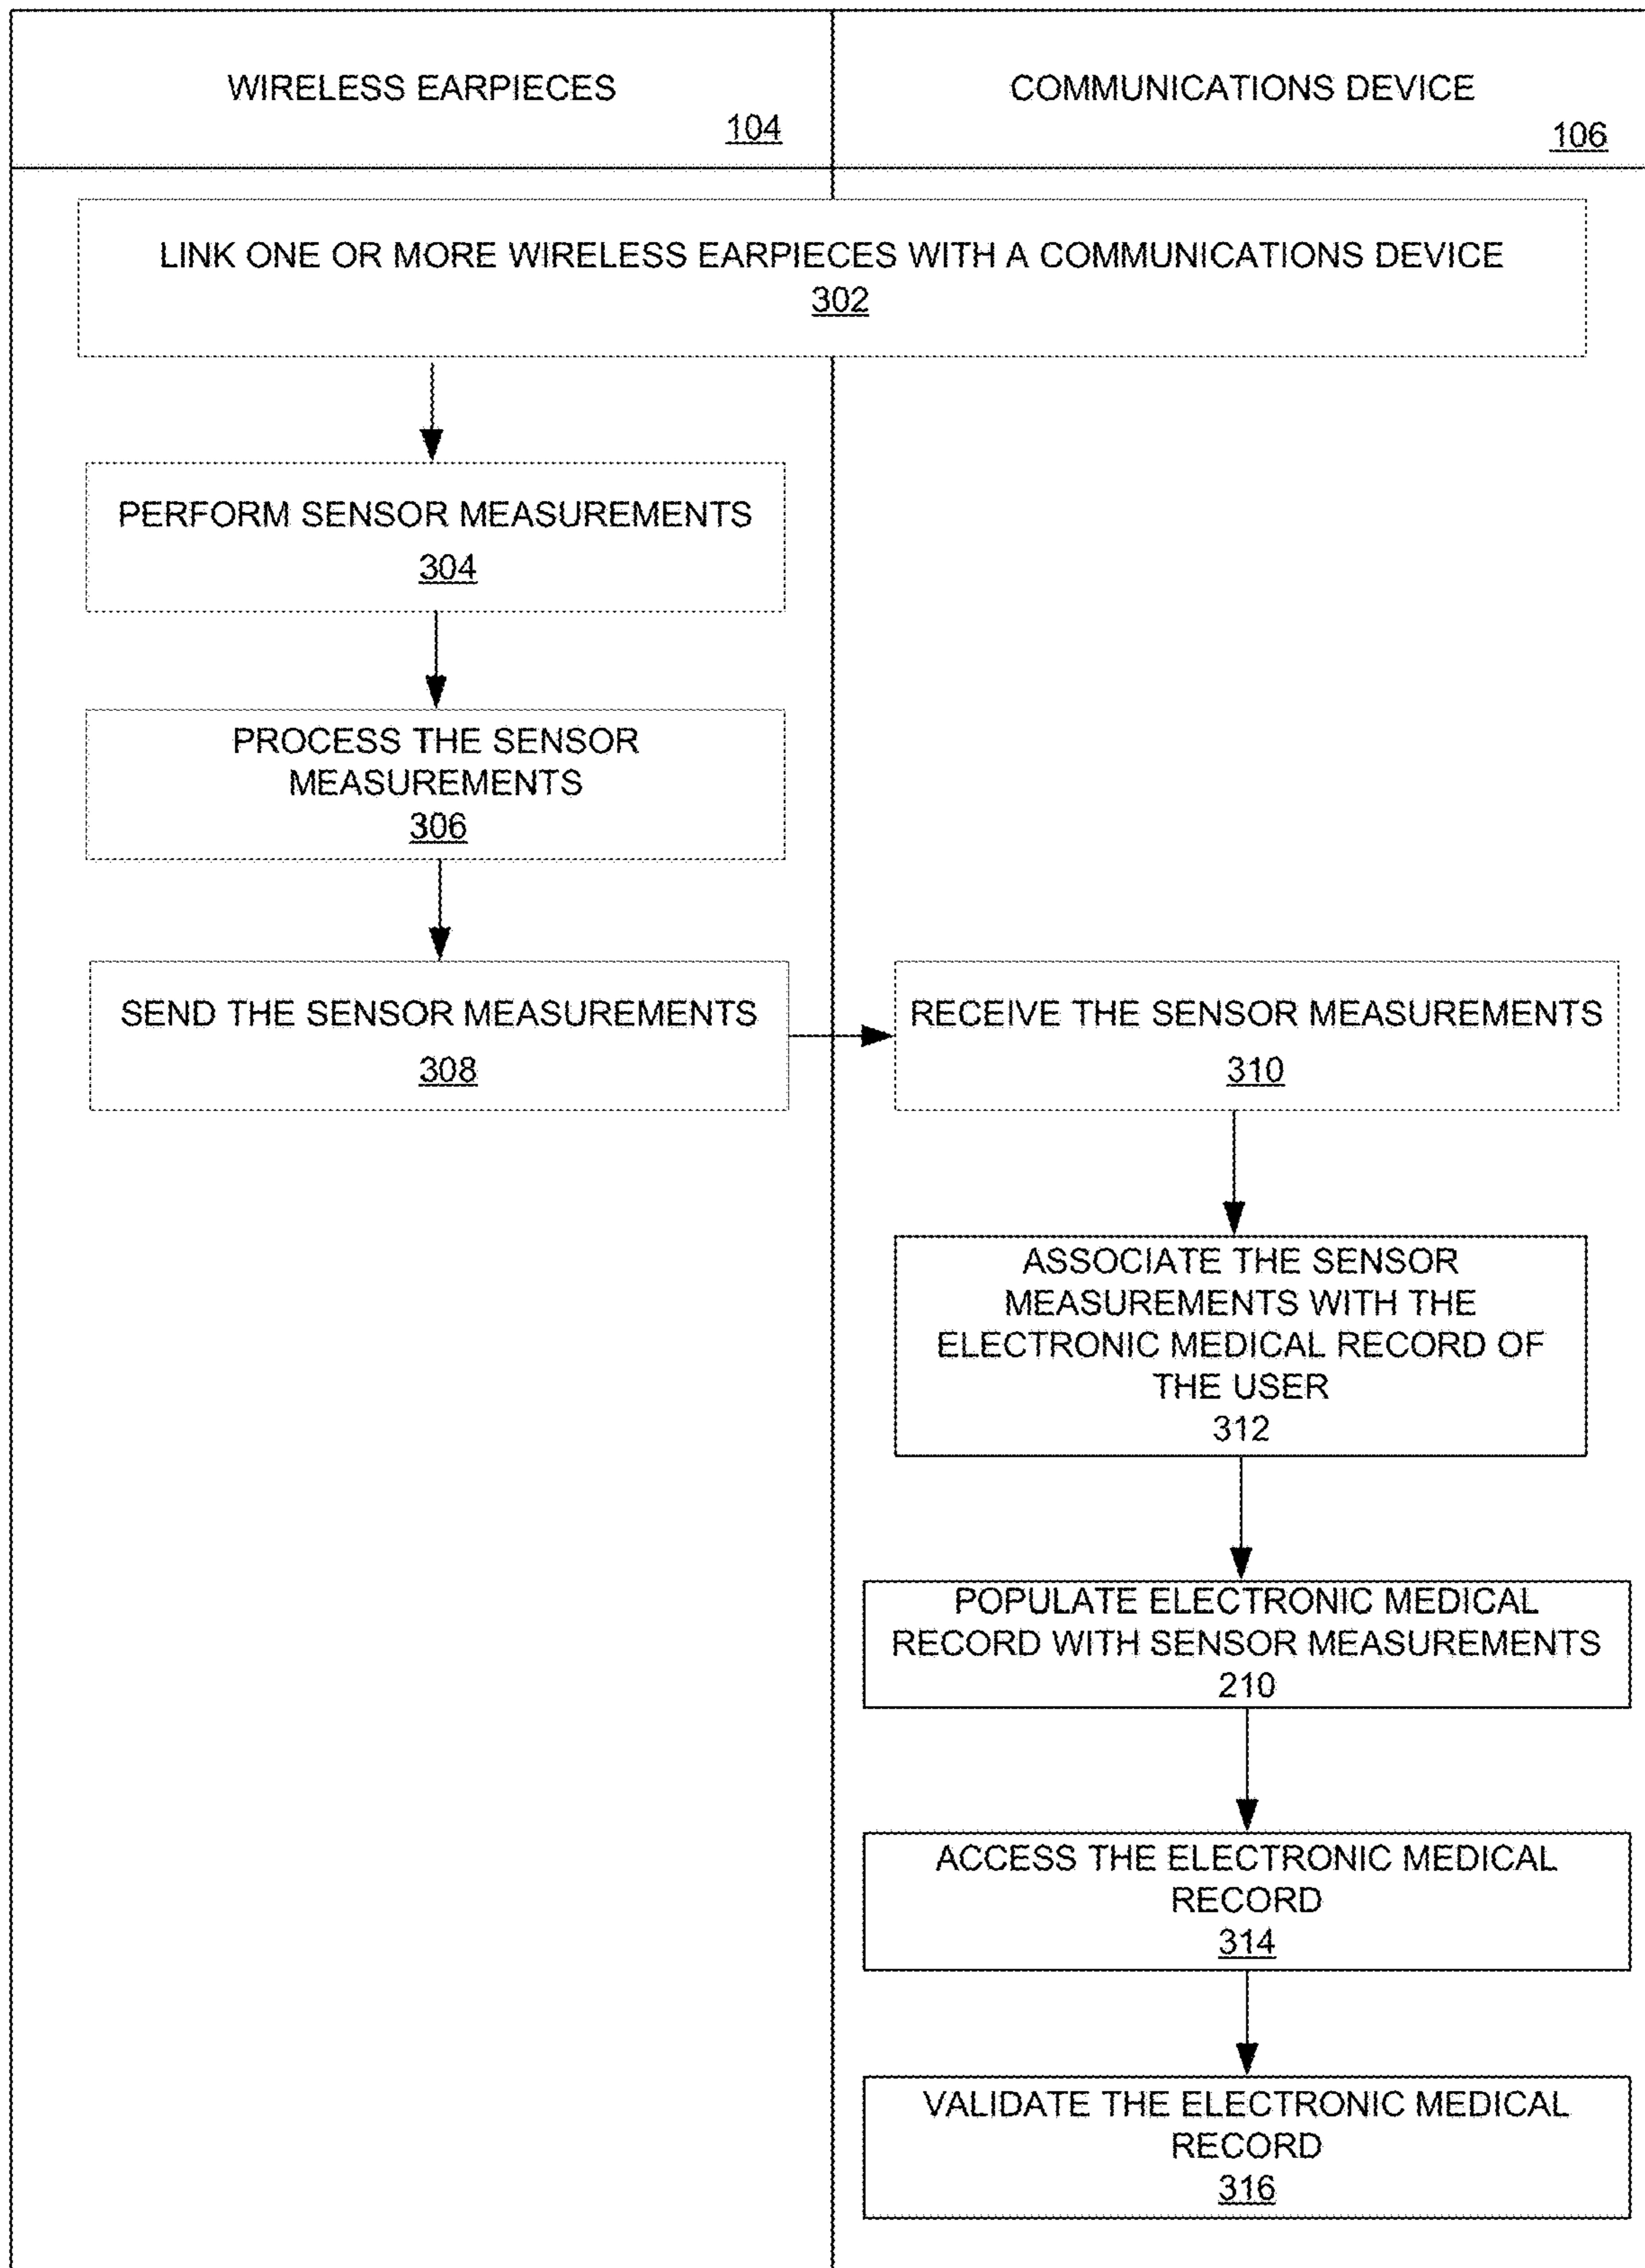 WIRELESS EARPIECES
104
COMMUNICATIONS DEVICE
106
LINK ONE OR MORE WIRELESS EARPIECES WITH A COMMUNICATIONS DEVICE
302
PERFORM SENSOR MEASUREMENTS
304
PROCESS THE SENSOR
MEASUREMENTS
306
SEND THE SENSOR MEASUREMENTS
308
RECEIVE THE SENSOR MEASUREMENTS
310
ASSOCIATE THE SENSOR
MEASUREMENTS WITH THE
ELECTRONIC MEDICAL RECORD OF
THE USER
312
POPULATE ELECTRONIC MEDICAL
RECORD WITH SENSOR MEASUREMENTS
210
ACCESS THE ELECTRONIC MEDICAL
RECORD
314
VALIDATE THE ELECTRONIC MEDICAL
RECORD
316